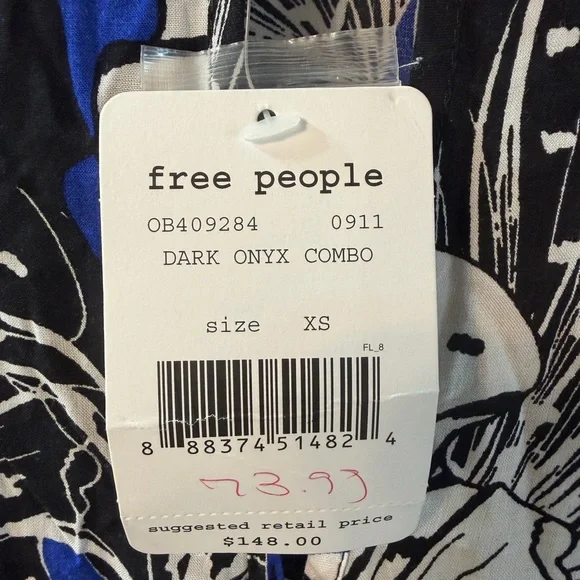 free people
OB409284 0911
DARK ONYX COMBO
size XS
FL_8
8 88374 51482 4
73.93
suggested retail price
$148.00